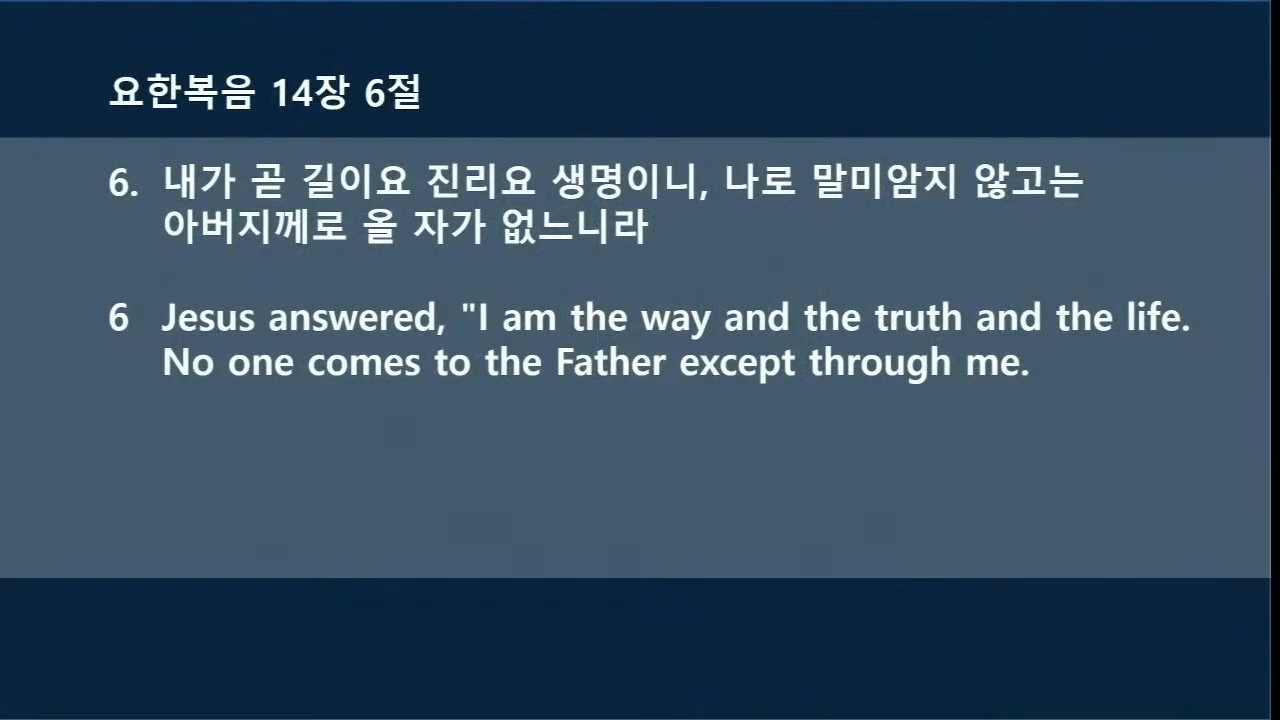 요한복음 14장 6절
6. 내가 곧 길이요 진리요 생명이니, 나로 말미암지 않고는
아버지께로 올 자가 없느니라
6 Jesus answered, "I am the way and the truth and the life.
No one comes to the Father except through me.